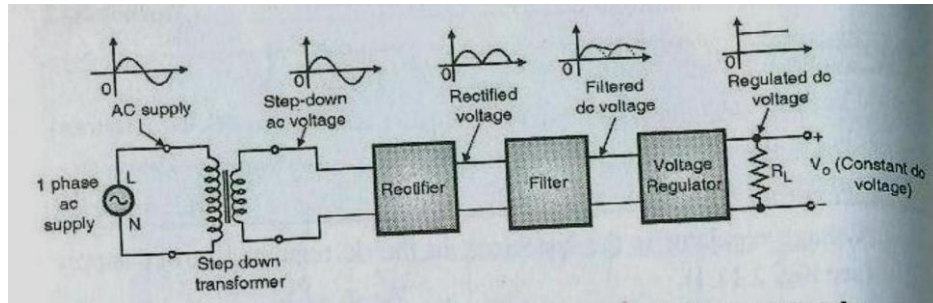 0
AC supply
0
Step-down
ac voltage
0
Rectified
voltage
0
Filtered
dc voltage
0
Regulated dc
voltage
1 phase
ac
supply
L
N
Step down
transformer
Rectifier
Filter
Voltage
Regulator
RL
+
Vo (Constant dc
voltage)
−